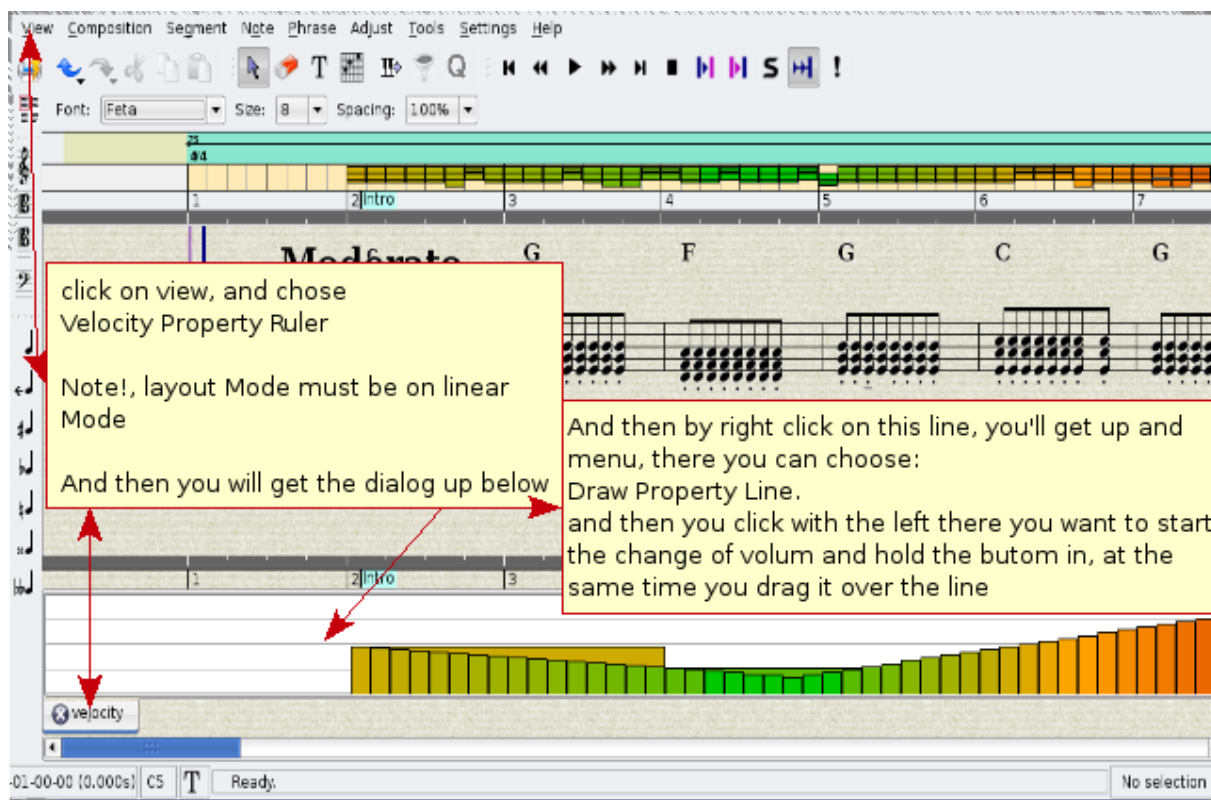 View Composition Segment Note Phrase Adjust Tools Settings Help
T Q S !
Font: Feta Size: 8 Spacing: 100%
75
4/4
1 2 Intro 3 4 5 6 7
Moderato G F G C G
click on view, and chose
Velocity Property Ruler
Note!, layout Mode must be on linear
Mode
And then you will get the dialog up below
And then by right click on this line, you'll get up and
menu, there you can choose:
Draw Property Line.
and then you click with the left there you want to start
the change of volum and hold the butom in, at the
same time you drag it over the line
1 2 Intro 3
velocity
-01-00-00 (0.000s) C5 T Ready. No selection